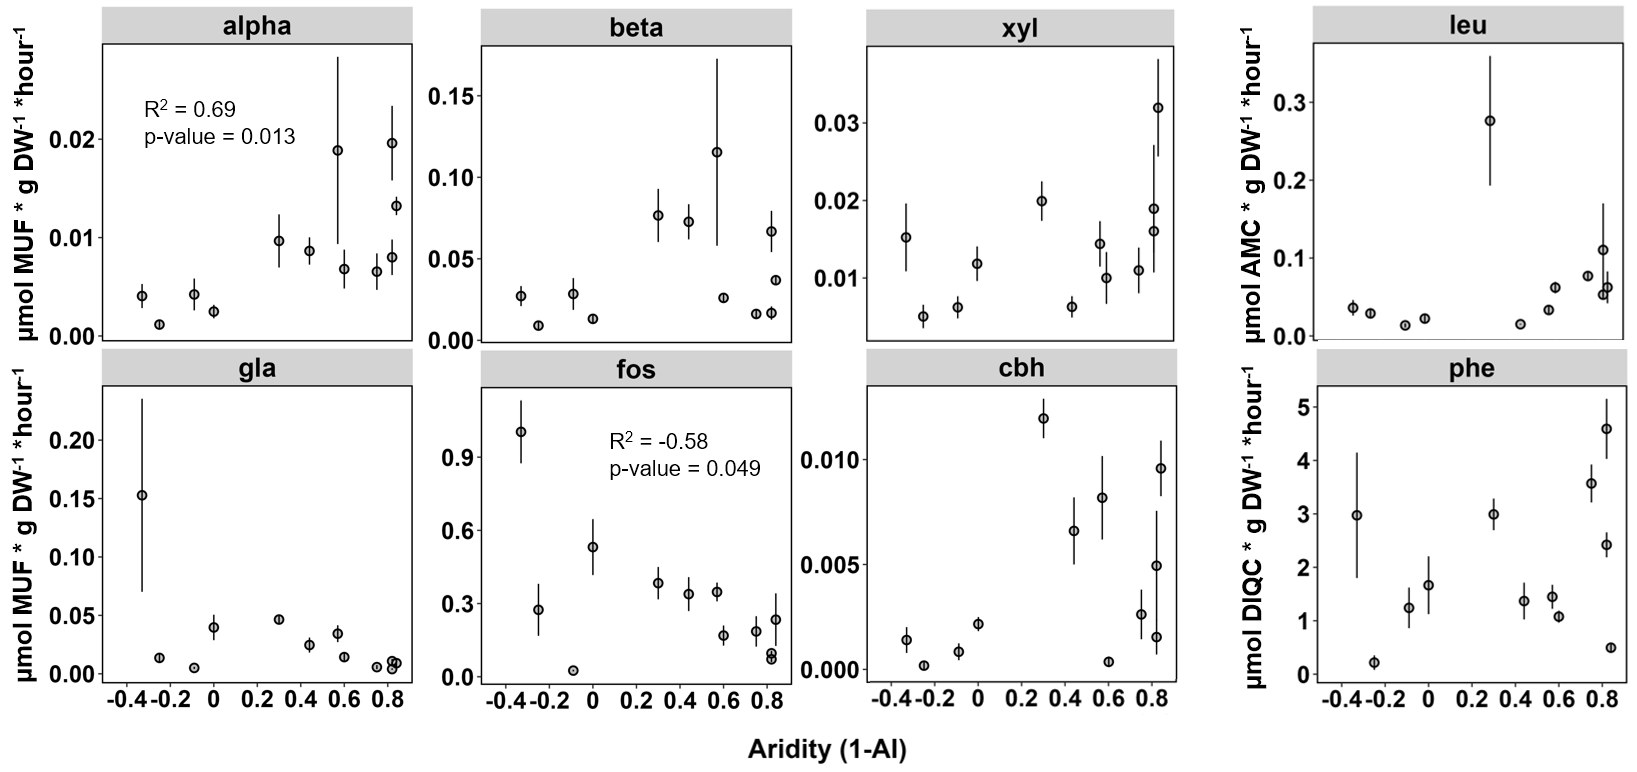 alpha
beta
xyl
leu
µmol MUF * g DW-1 *hour-1
0.02
0.01
0.00
R2 = 0.69
p-value = 0.013
0.15
0.10
0.05
0.00
0.03
0.02
0.01
µmol AMC * g DW-1 *hour-1
0.3
0.2
0.1
0.0
gla
fos
cbh
phe
µmol MUF * g DW-1 *hour-1
0.20
0.15
0.10
0.05
0.00
0.9
0.6
0.3
0.0
R2 = -0.58
p-value = 0.049
0.010
0.005
0.000
µmol DIQC * g DW-1 *hour-1
5
4
3
2
1
0
-0.4 -0.2 0 0.2 0.4 0.6 0.8
-0.4 -0.2 0 0.2 0.4 0.6 0.8
-0.4 -0.2 0 0.2 0.4 0.6 0.8
-0.4 -0.2 0 0.2 0.4 0.6 0.8
Aridity (1-AI)